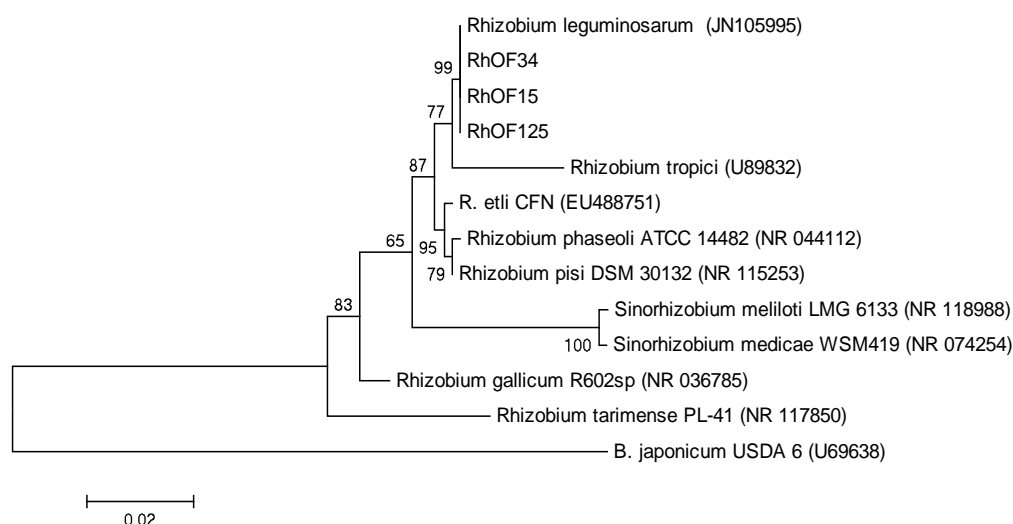 Rhizobium leguminosarum (JN105995)
RhOF34
99
RhOF15
77
RhOF125
87
Rhizobium tropici (U89832)
R. etli CFN (EU488751)
65
95
Rhizobium phaseoli ATCC 14482 (NR 044112)
79
Rhizobium pisi DSM 30132 (NR 115253)
83
Sinorhizobium meliloti LMG 6133 (NR 118988)
100
Sinorhizobium medicae WSM419 (NR 074254)
Rhizobium gallicum R602sp (NR 036785)
Rhizobium tarimense PL-41 (NR 117850)
B. japonicum USDA 6 (U69638)
0.02